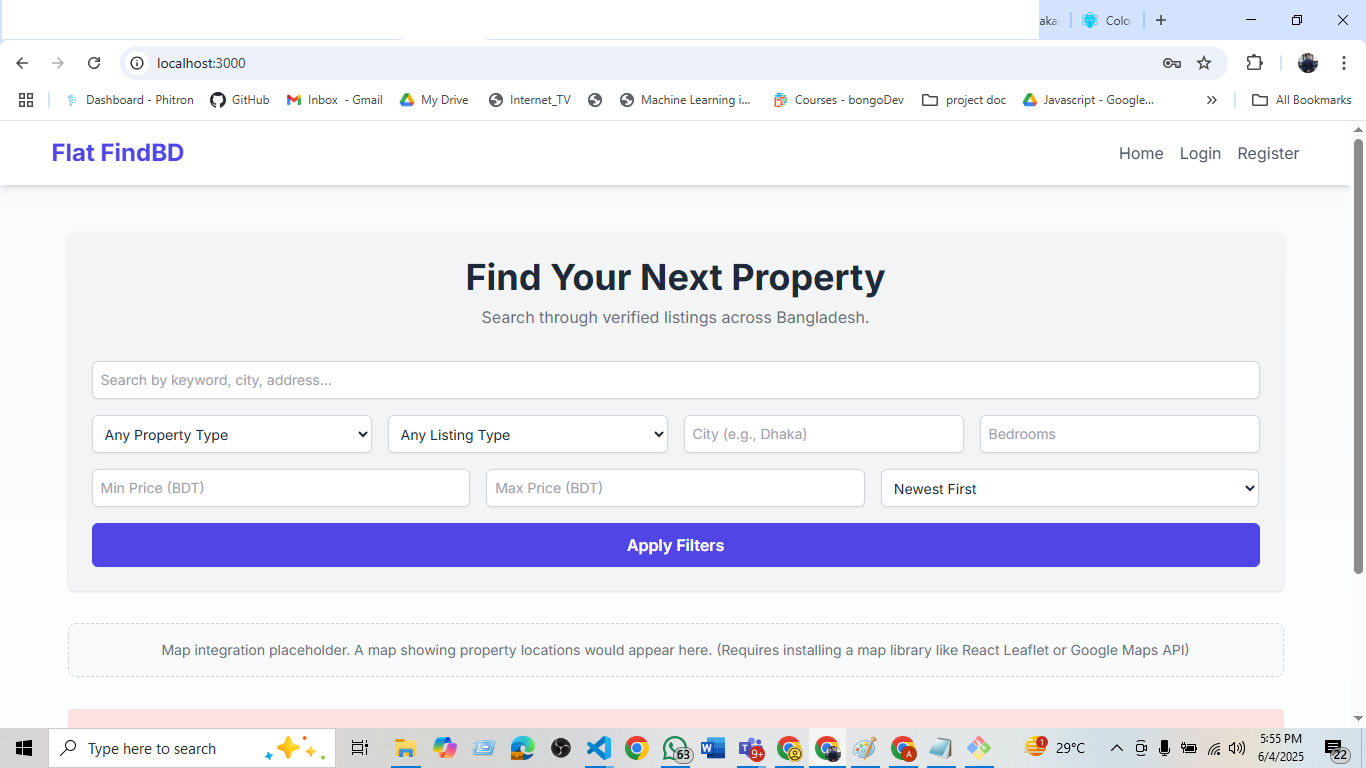 aka
Colo
localhost:3000
Dashboard - Phitron
GitHub
Inbox - Gmail
My Drive
Internet_TV
Machine Learning i...
Courses - bongoDev
project doc
Javascript - Google...
All Bookmarks
Flat FindBD
Home
Login
Register
Find Your Next Property
Search through verified listings across Bangladesh.
Search by keyword, city, address...
Any Property Type
Any Listing Type
City (e.g., Dhaka)
Bedrooms
Min Price (BDT)
Max Price (BDT)
Newest First
Apply Filters
Map integration placeholder. A map showing property locations would appear here. (Requires installing a map library like React Leaflet or Google Maps API)
Type here to search
63
9+
1
29°C
5:55 PM
6/4/2025
22